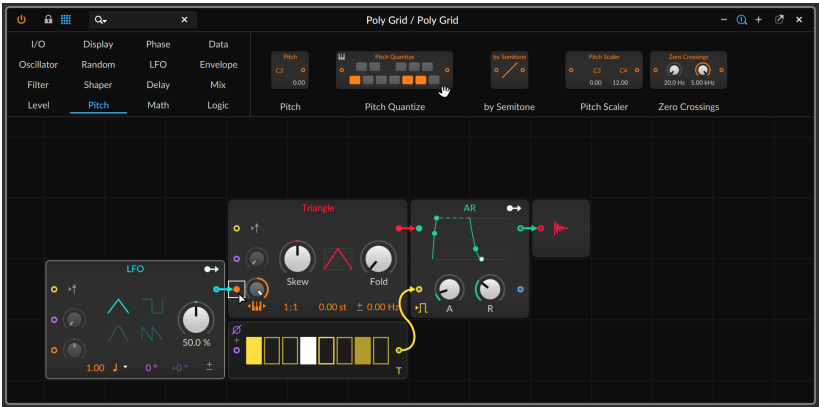 Poly Grid / Poly Grid
I/O Display Phase Data
Oscillator Random LFO Envelope
Filter Shaper Delay Mix
Level Pitch Math Logic
Pitch
C3
0.00
Pitch
Pitch Quantize
Pitch Quantize
by Semitone
by Semitone
Pitch Scaler
C3 C4
0.00 12.00
Pitch Scaler
Zero Crossings
20.0 Hz 5.00 kHz
Zero Crossings
Triangle
Skew Fold
1:1 0.00 st ± 0.00 Hz
AR
A R
LFO
50.0 %
1.00 0° +0° ±
Ø
+
T